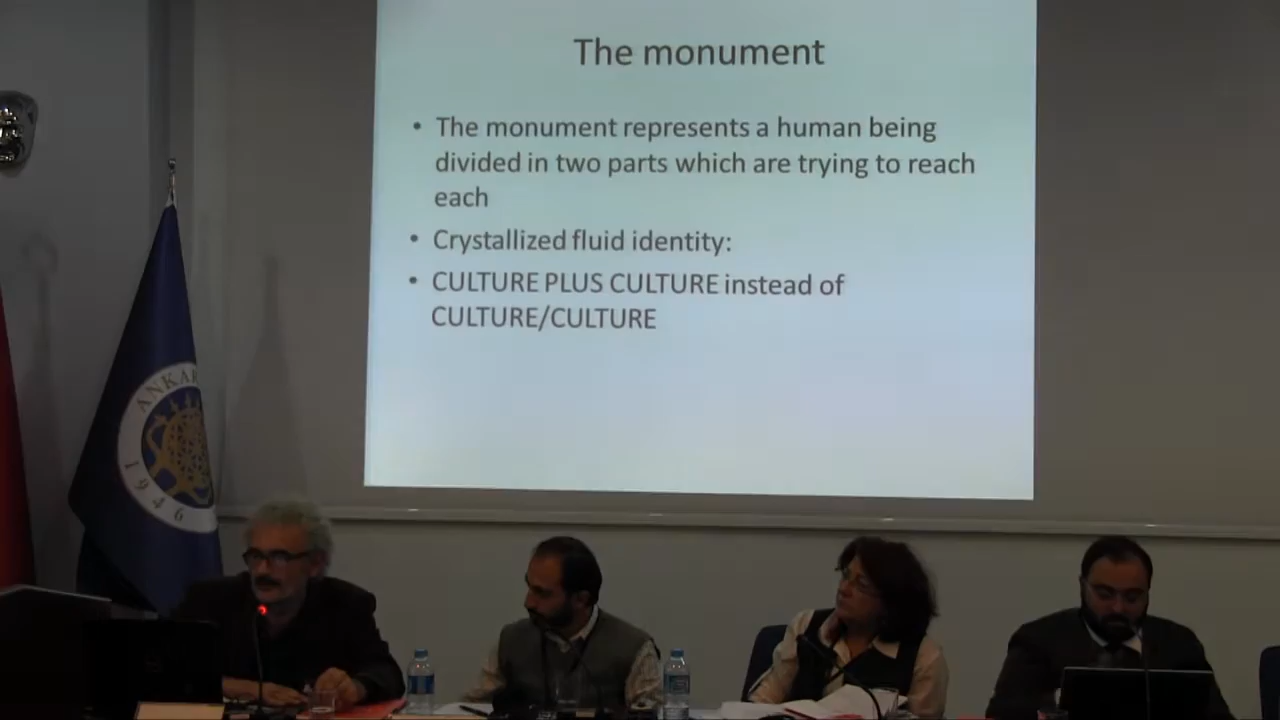 The monument
• The monument represents a human being
divided in two parts which are trying to reach
each
• Crystallized fluid identity:
• CULTURE PLUS CULTURE instead of
CULTURE/CULTURE
1946